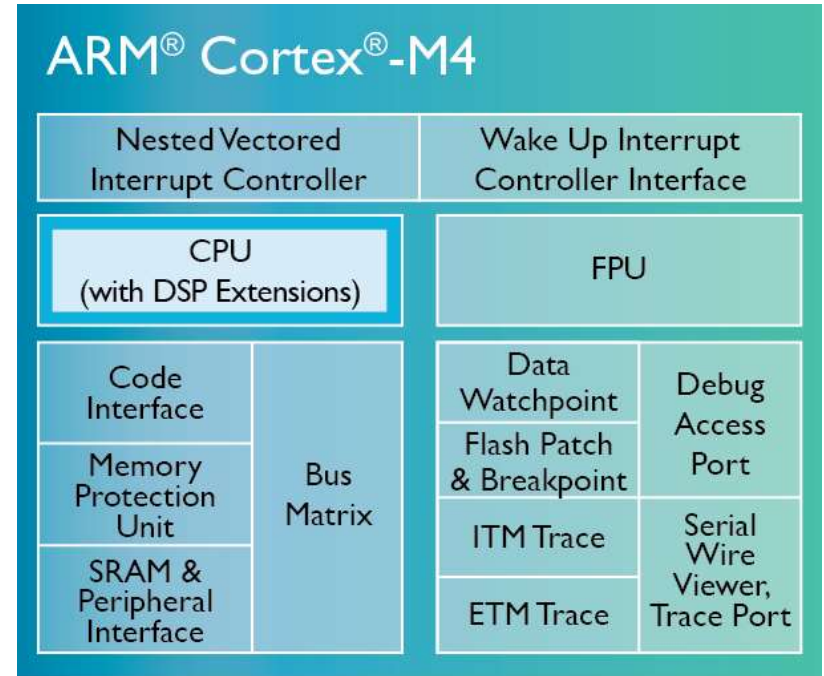 ARM® Cortex®-M4
Nested Vectored
Interrupt Controller
Wake Up Interrupt
Controller Interface
CPU
(with DSP Extensions)
FPU
Code
Interface
Memory
Protection
Unit
SRAM &
Peripheral
Interface
Bus
Matrix
Data
Watchpoint
Flash Patch
& Breakpoint
ITM Trace
ETM Trace
Debug
Access
Port
Serial
Wire
Viewer,
Trace Port